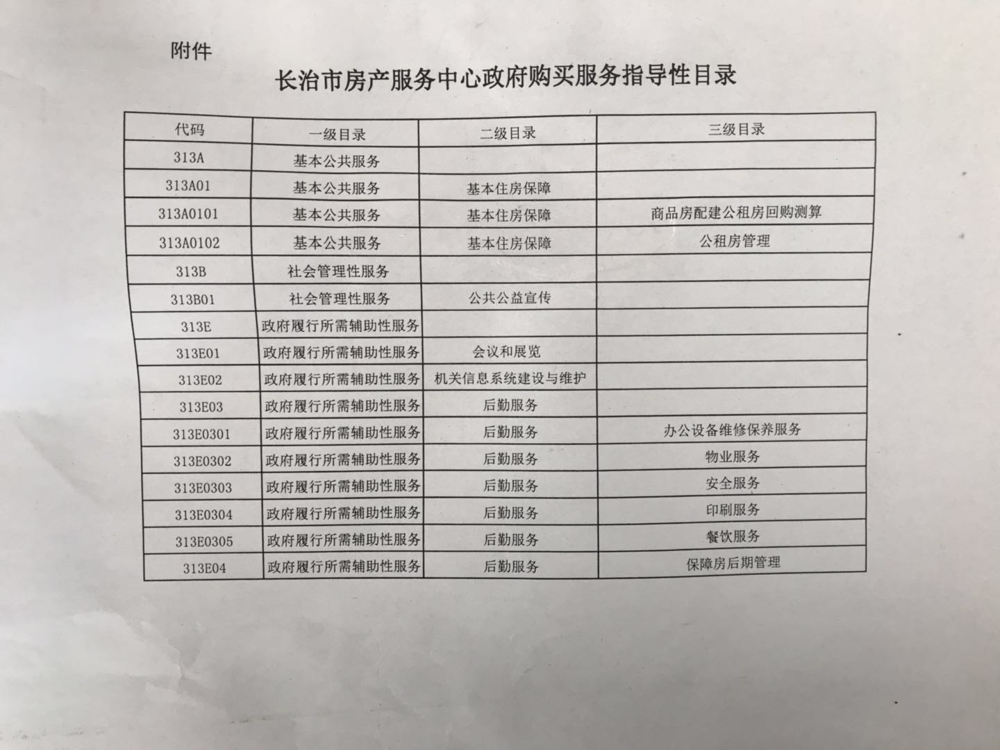 附件
长治市房产服务中心政府购买服务指导性目录
代码 一级目录 二级目录 三级目录
313A 基本公共服务
313A01 基本公共服务 基本住房保障
313A0101 基本公共服务 基本住房保障 商品房配建公租房回购测算
313A0102 基本公共服务 基本住房保障 公租房管理
313B 社会管理性服务
313B01 社会管理性服务 公共公益宣传
313E 政府履行所需辅助性服务
313E01 政府履行所需辅助性服务 会议和展览
313E02 政府履行所需辅助性服务 机关信息系统建设与维护
313E03 政府履行所需辅助性服务 后勤服务
313E0301 政府履行所需辅助性服务 后勤服务 办公设备维修保养服务
313E0302 政府履行所需辅助性服务 后勤服务 物业服务
313E0303 政府履行所需辅助性服务 后勤服务 安全服务
313E0304 政府履行所需辅助性服务 后勤服务 印刷服务
313E0305 政府履行所需辅助性服务 后勤服务 餐饮服务
313E04 政府履行所需辅助性服务 后勤服务 保障房后期管理